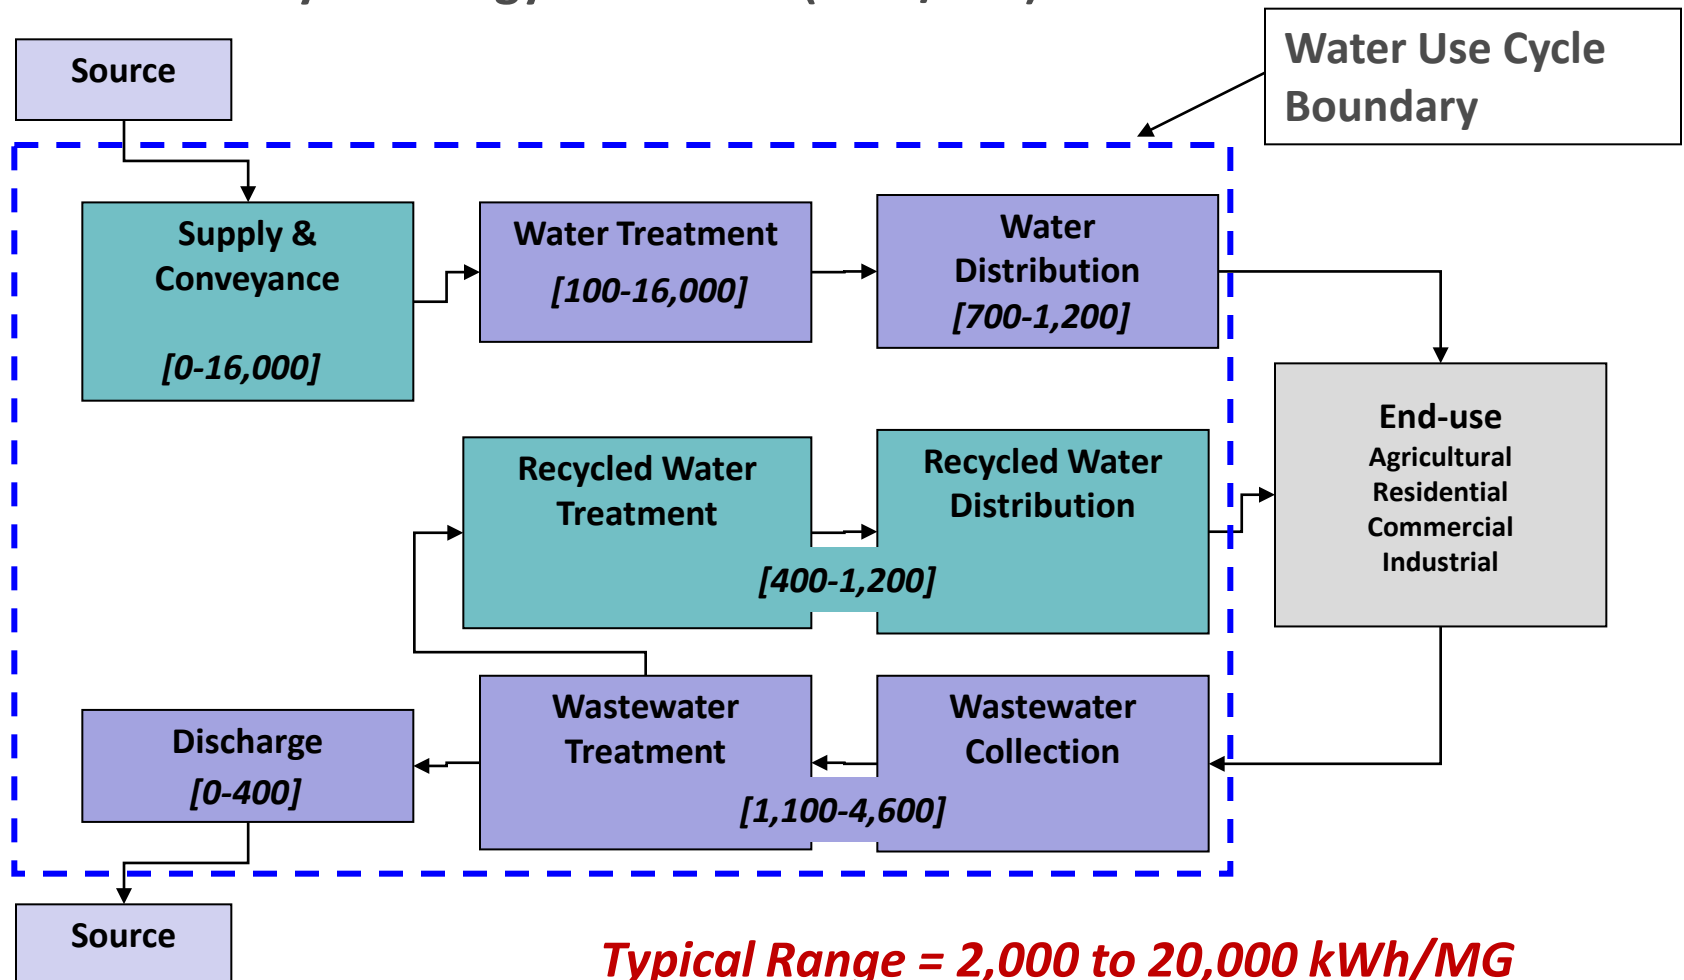 Source
Water Use Cycle
Boundary
Supply &
Conveyance
[0-16,000]
Water Treatment
[100-16,000]
Water
Distribution
[700-1,200]
End-use
Agricultural
Residential
Commercial
Industrial
Recycled Water
Treatment
Recycled Water
Distribution
[400-1,200]
Discharge
[0-400]
Wastewater
Treatment
Wastewater
Collection
[1,100-4,600]
Source
Typical Range = 2,000 to 20,000 kWh/MG